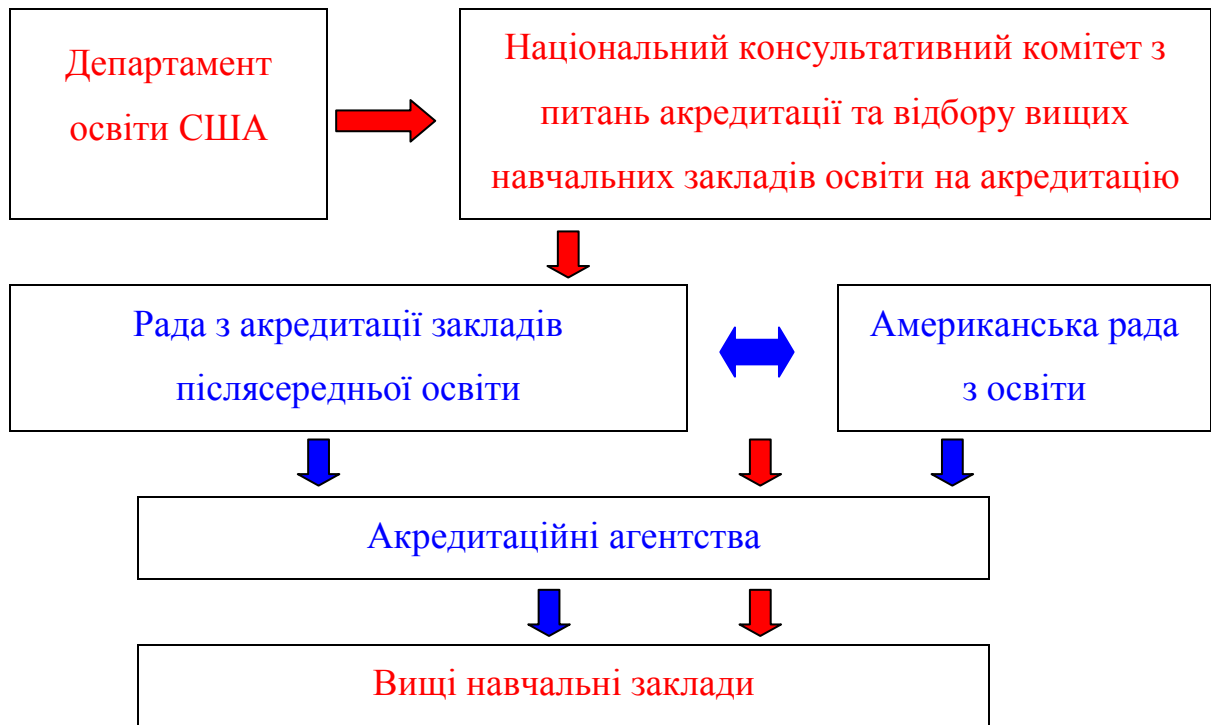 Департамент
освіти США
Національний консультативний комітет з
питань акредитації та відбору вищих
навчальних закладів освіти на акредитацію
Рада з акредитації закладів
післясередньої освіти
Американська рада
з освіти
Акредитаційні агентства
Вищі навчальні заклади